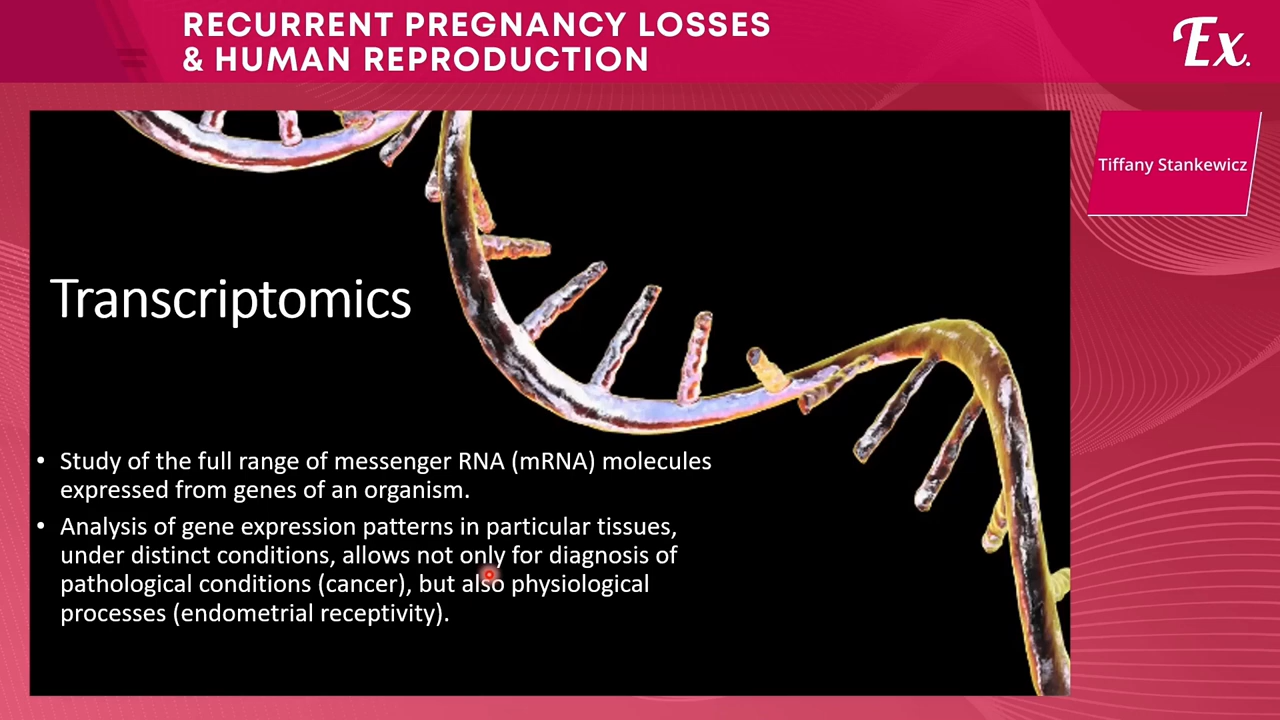 RECURRENT PREGNANCY LOSSES
& HUMAN REPRODUCTION
Ex.
Tiffany Stankewicz
Transcriptomics
• Study of the full range of messenger RNA (mRNA) molecules
expressed from genes of an organism.
• Analysis of gene expression patterns in particular tissues,
under distinct conditions, allows not only for diagnosis of
pathological conditions (cancer), but also physiological
processes (endometrial receptivity).